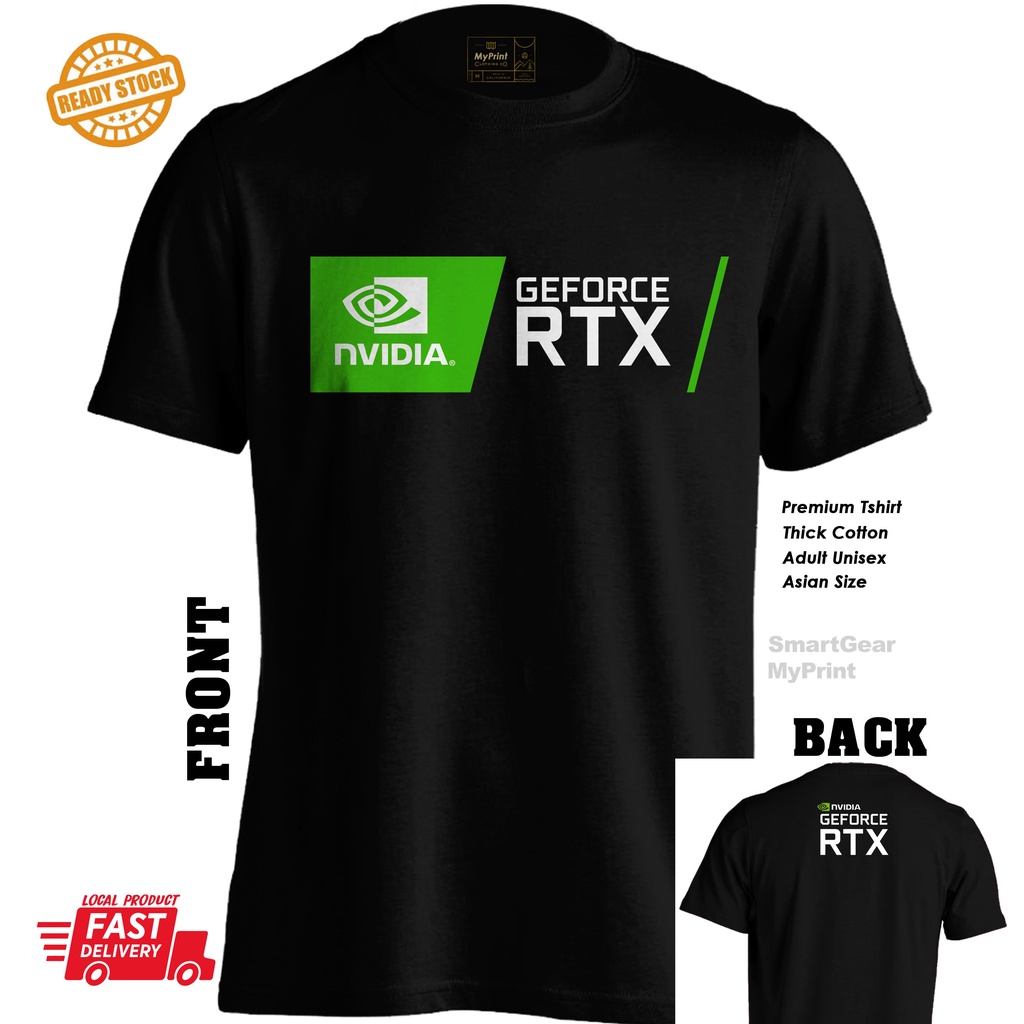 READY STOCK
MyPrint
NVIDIA®
GEFORCE
RTX
Premium Tshirt
Thick Cotton
Adult Unisex
Asian Size
SmartGear
MyPrint
FRONT
BACK
NVIDIA
GEFORCE
RTX
LOCAL PRODUCT
FAST
DELIVERY